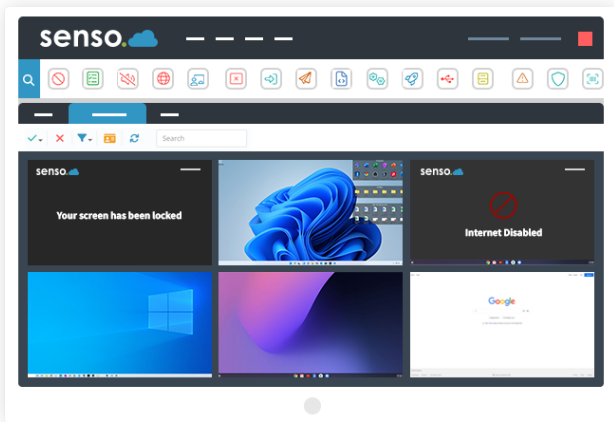 senso.
Search
senso.
Your screen has been locked
senso.
Internet Disabled
Google